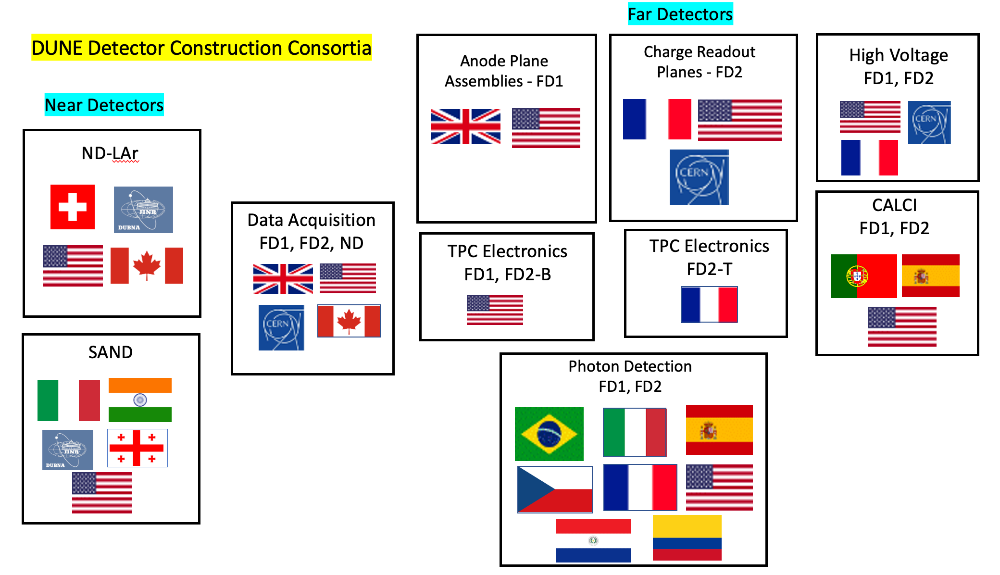 DUNE Detector Construction Consortia
Near Detectors
ND-LAr
JINR
DUBNA
SAND
JINR
DUBNA
Data Acquisition
FD1, FD2, ND
CERN
Far Detectors
Anode Plane
Assemblies - FD1
Charge Readout
Planes - FD2
CERN
High Voltage
FD1, FD2
CERN
TPC Electronics
FD1, FD2-B
TPC Electronics
FD2-T
CALCI
FD1, FD2
Photon Detection
FD1, FD2